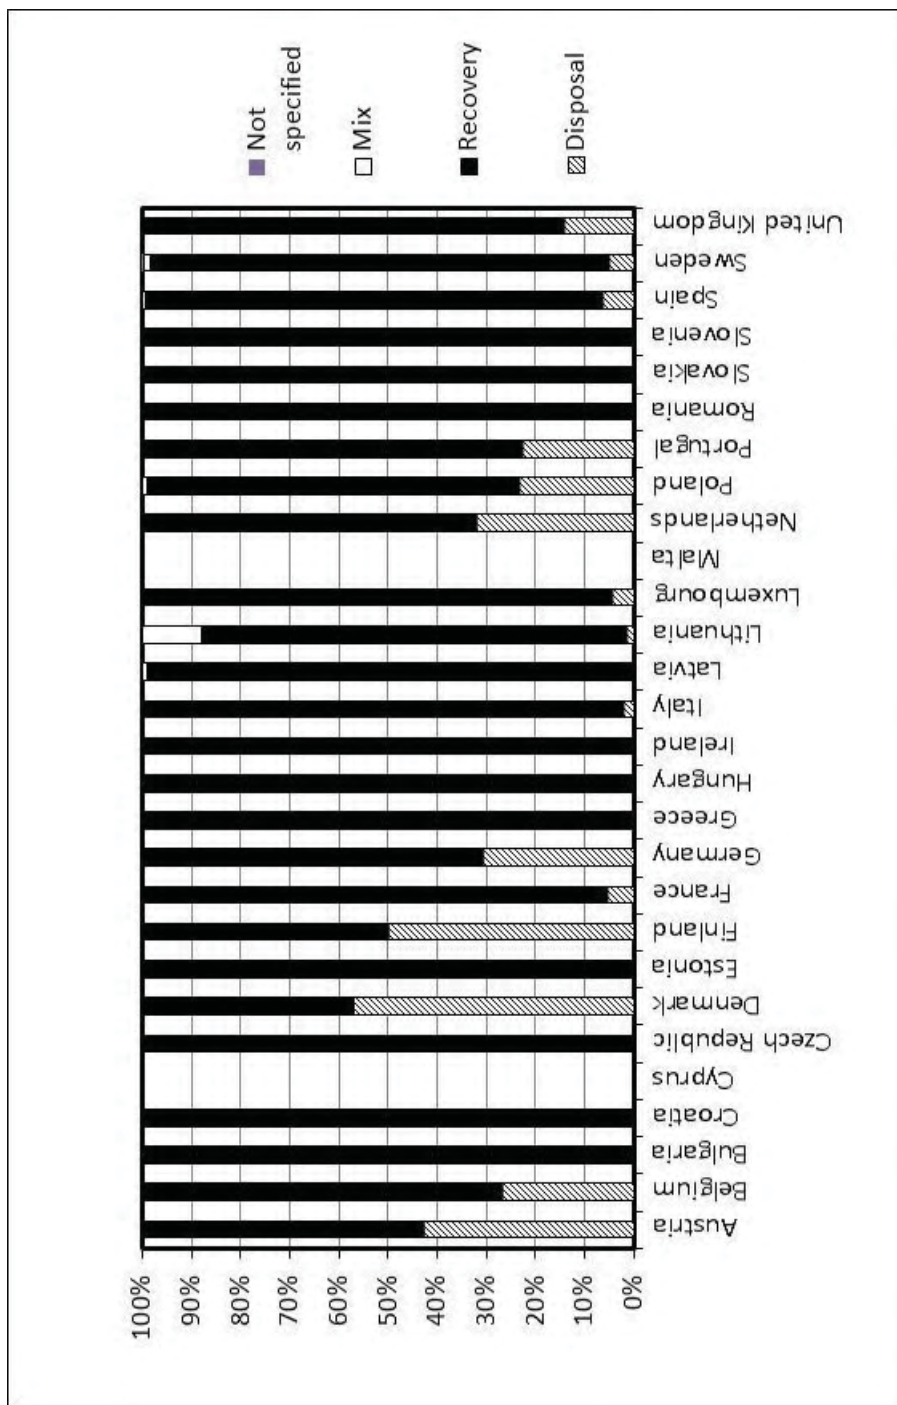 100%
90%
80%
70%
60%
50%
40%
30%
20%
10%
0%
Austria
Belgium
Bulgaria
Croatia
Cyprus
Czech Republic
Denmark
Estonia
Finland
France
Germany
Greece
Hungary
Ireland
Italy
Latvia
Lithuania
Luxembourg
Malta
Netherlands
Poland
Portugal
Romania
Slovakia
Slovenia
Spain
Sweden
United Kingdom
Not
specified
Mix
Recovery
Disposal